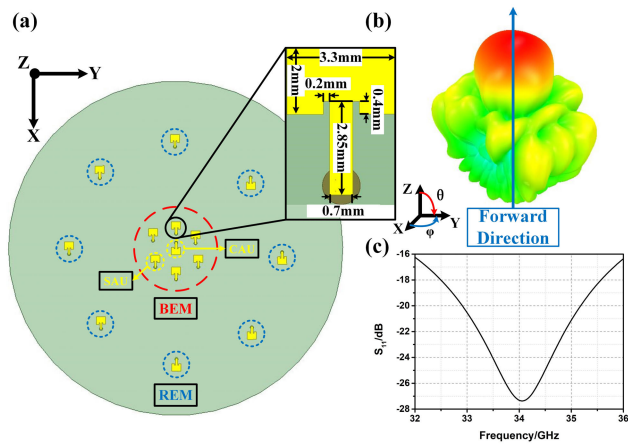 (a)
Z
Y
X
3.3mm
2mm
0.2mm
0.4mm
2.85mm
0.7mm
CAU
SAU
BEM
REM
(b)
Z
θ
Y
X
φ
Forward
Direction
(c)
S11/dB
-16
-18
-20
-22
-24
-26
-28
32
33
34
35
36
Frequency/GHz